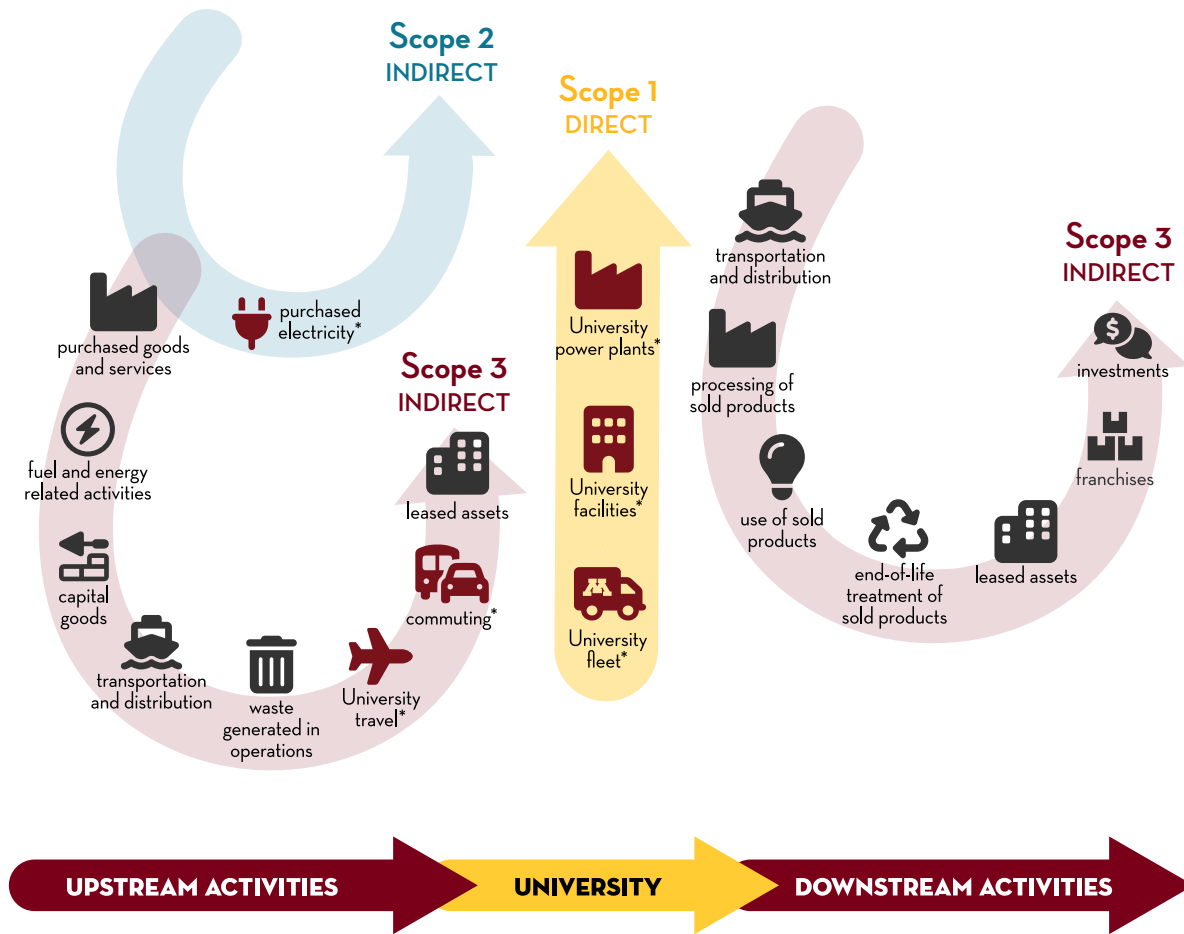 Scope 2
INDIRECT
purchased
electricity*
purchased goods
and services
fuel and energy
related activities
capital
goods
transportation
and distribution
waste
generated in
operations
University
travel*
commuting*
leased assets
Scope 3
INDIRECT
Scope 1
DIRECT
University
power plants*
University
facilities*
M
University
fleet*
transportation
and distribution
processing of
sold products
use of sold
products
end-of-life
treatment of
sold products
leased assets
franchises
$
investments
Scope 3
INDIRECT
UPSTREAM ACTIVITIES
UNIVERSITY
DOWNSTREAM ACTIVITIES